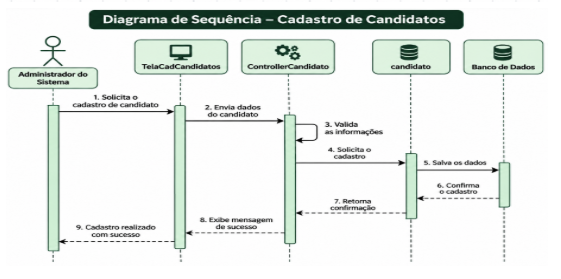 Diagrama de Sequência – Cadastro de Candidatos
Administrador do
Sistema
TelaCadCandidatos
ControllerCandidato
candidato
Banco de Dados
1. Solicita o
cadastro de candidato
2. Envia dados
do candidato
3. Valida
as informações
4. Solicita o
cadastro
5. Salva os dados
6. Confirma
o cadastro
7. Retorna
confirmação
8. Exibe mensagem
de sucesso
9. Cadastro realizado
com sucesso